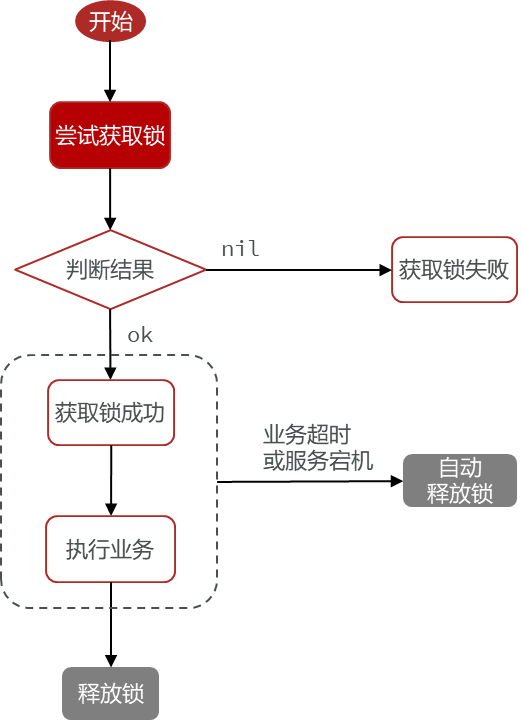 开始
尝试获取锁
判断结果
nil
获取锁失败
ok
获取锁成功
业务超时
或服务宕机
自动
释放锁
执行业务
释放锁